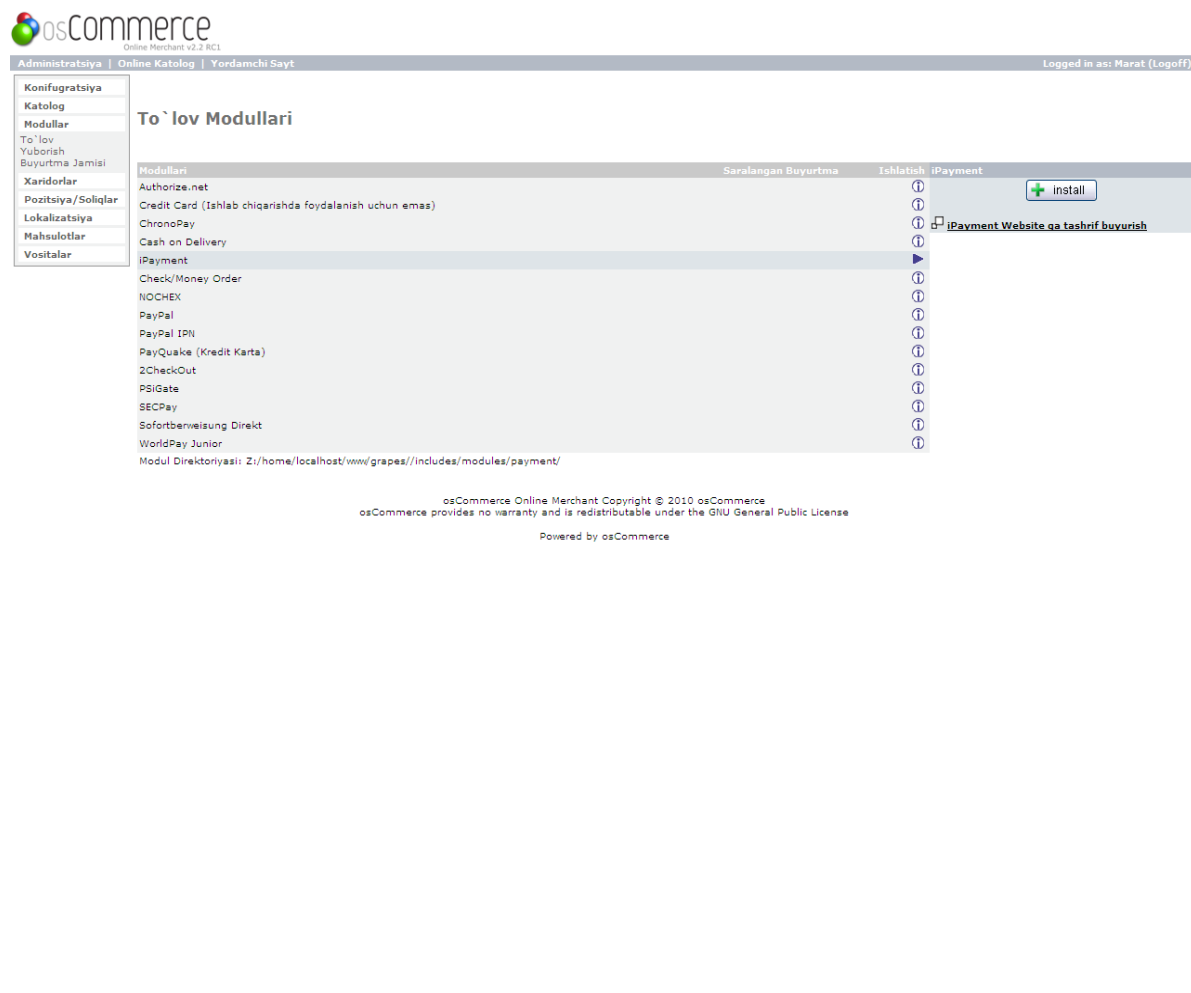 osCommerce
Online Merchant v2.2 RC1
Administratsiya | Online Katolog | Yordamchi Sayt
Logged in as: Marat (Logoff)
Konifugratsiya
Katolog
Modullar
To`lov
Yuborish
Buyurtma Jamisi
Xaridorlar
Pozitsiya/Soliqlar
Lokalizatsiya
Mahsulotlar
Vositalar
To`lov Modullari
Modullari Saralangan Buyurtma Ishlatish
Authorize.net
Credit Card (Ishlab chiqarishda foydalanish uchun emas)
ChronoPay
Cash on Delivery
iPayment
Check/Money Order
NOCHEX
PayPal
PayPal IPN
PayQuake (Kredit Karta)
2CheckOut
PSiGate
SECPay
Sofortberweisung Direkt
WorldPay Junior
Modul Direktoriyasi: Z:/home/localhost/www/grapes//includes/modules/payment/
iPayment
install
iPayment Website ga tashrif buyurish
osCommerce Online Merchant Copyright © 2010 osCommerce
osCommerce provides no warranty and is redistributable under the GNU General Public License
Powered by osCommerce